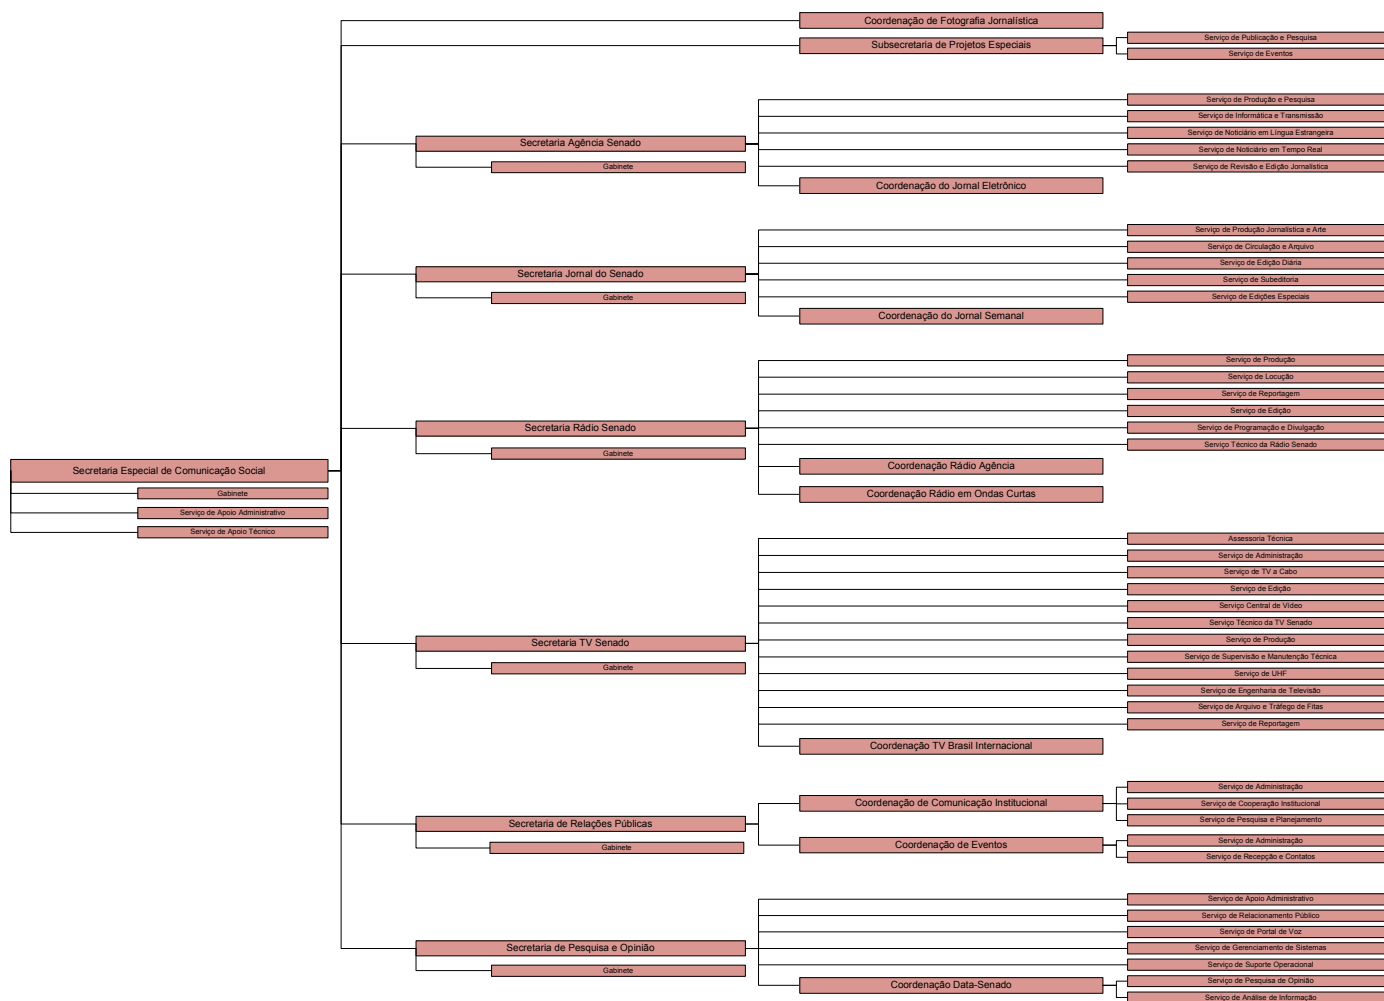 Coordenação de Fotografia Jornalística
Subsecretaria de Projetos Especiais
Serviço de Publicação e Pesquisa
Serviço de Eventos
Secretaria Agência Senado
Gabinete
Serviço de Produção e Pesquisa
Serviço de Informática e Transmissão
Serviço de Noticiário em Língua Estrangeira
Serviço de Noticiário em Tempo Real
Serviço de Revisão e Edição Jornalística
Coordenação do Jornal Eletrônico
Secretaria Jornal do Senado
Gabinete
Serviço de Produção Jornalística e Arte
Serviço de Circulação e Arquivo
Serviço de Edição Diária
Serviço de Subeditoria
Serviço de Edições Especiais
Coordenação do Jornal Semanal
Secretaria Rádio Senado
Gabinete
Serviço de Produção
Serviço de Locução
Serviço de Reportagem
Serviço de Edição
Serviço de Programação e Divulgação
Serviço Técnico da Rádio Senado
Coordenação Rádio Agência
Coordenação Rádio em Ondas Curtas
Secretaria Especial de Comunicação Social
Gabinete
Serviço de Apoio Administrativo
Serviço de Apoio Técnico
Secretaria TV Senado
Gabinete
Assessoria Técnica
Serviço de Administração
Serviço de TV a Cabo
Serviço de Edição
Serviço Central de Vídeo
Serviço Técnico da TV Senado
Serviço de Produção
Serviço de Supervisão e Manutenção Técnica
Serviço de UHF
Serviço de Engenharia de Televisão
Serviço de Arquivo e Tráfego de Fitas
Serviço de Reportagem
Coordenação TV Brasil Internacional
Secretaria de Relações Públicas
Gabinete
Coordenação de Comunicação Institucional
Serviço de Administração
Serviço de Cooperação Institucional
Serviço de Pesquisa e Planejamento
Coordenação de Eventos
Serviço de Administração
Serviço de Recepção e Contatos
Secretaria de Pesquisa e Opinião
Gabinete
Serviço de Apoio Administrativo
Serviço de Relacionamento Público
Serviço de Portal de Voz
Serviço de Gerenciamento de Sistemas
Serviço de Suporte Operacional
Coordenação Data-Senado
Serviço de Pesquisa de Opinião
Serviço de Análise de Informação